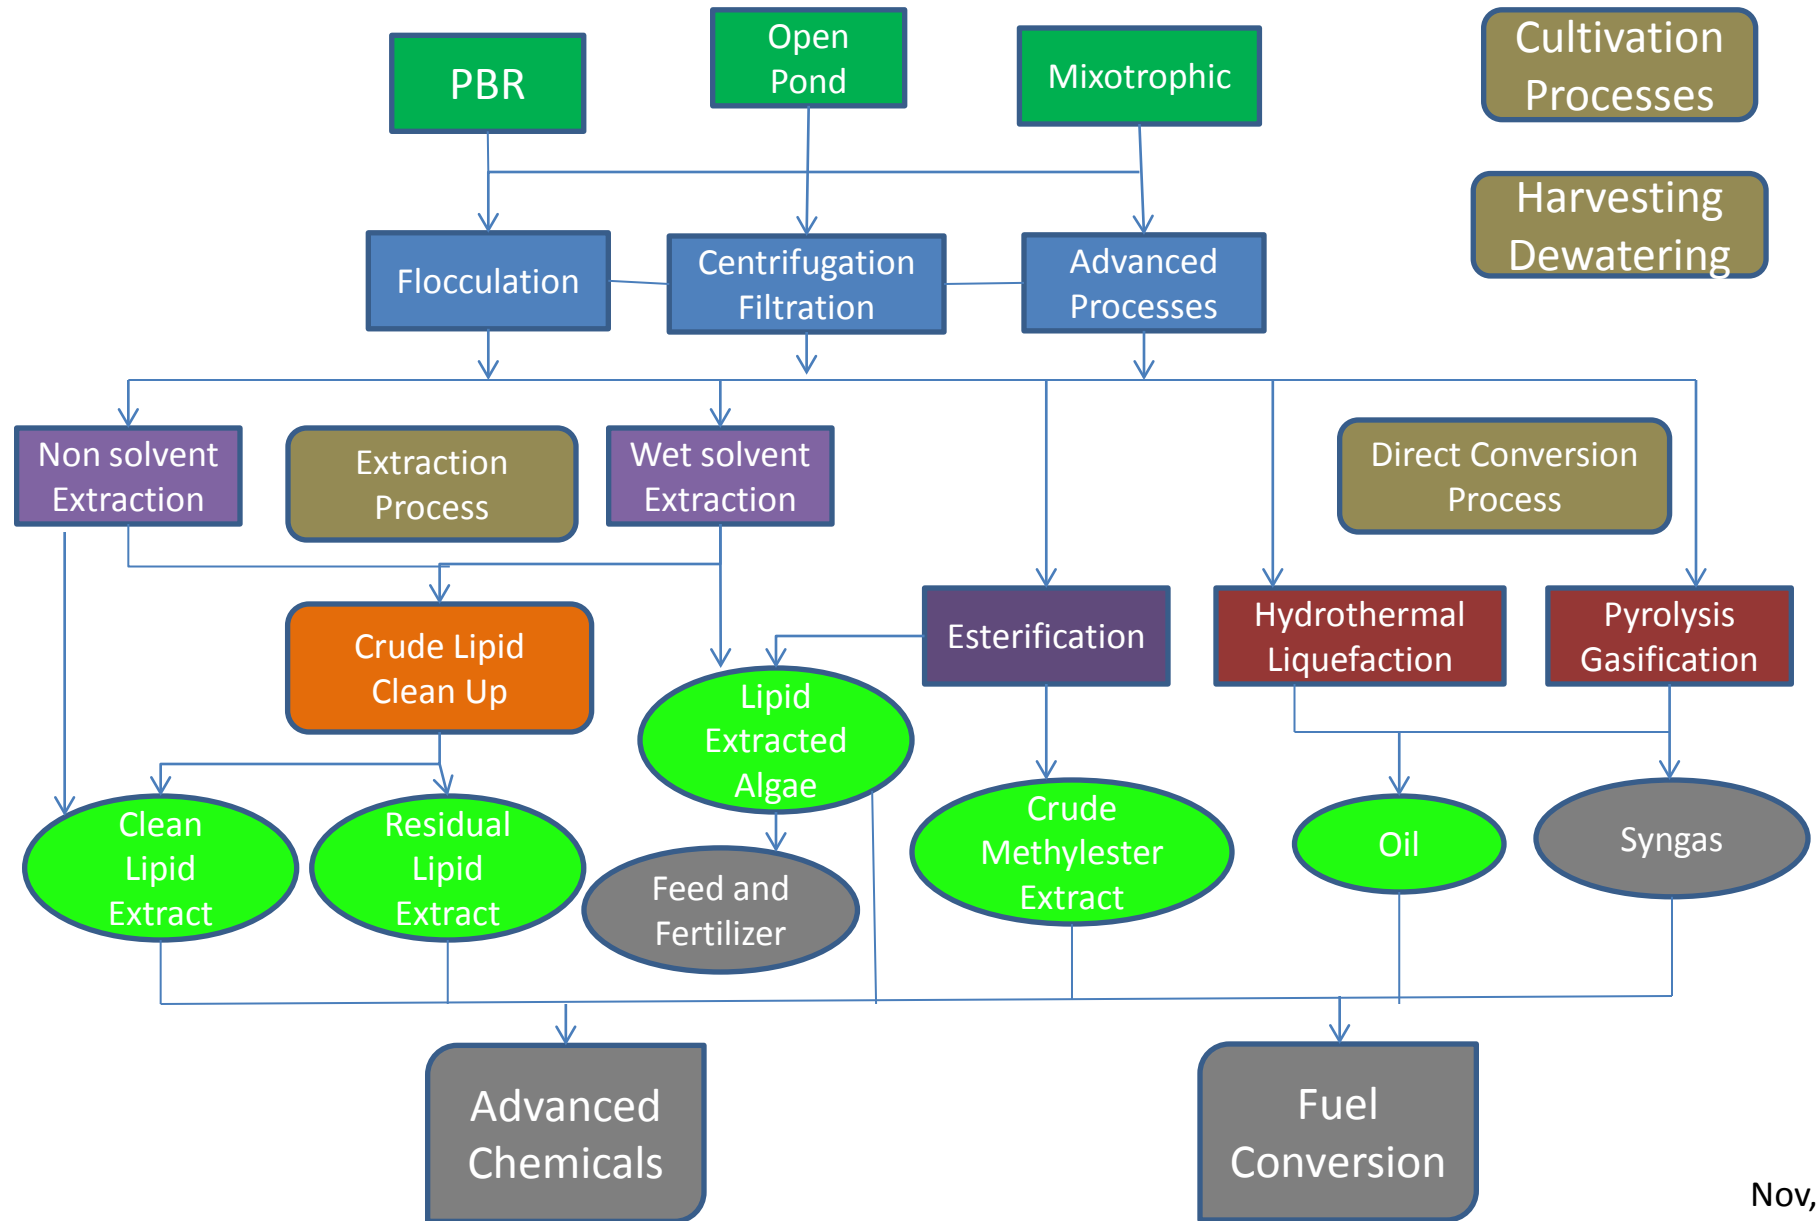 PBR
Open
Pond
Mixotrophic
Cultivation
Processes
Harvesting
Dewatering
Flocculation
Centrifugation
Filtration
Advanced
Processes
Non solvent
Extraction
Extraction
Process
Wet solvent
Extraction
Direct Conversion
Process
Crude Lipid
Clean Up
Esterification
Hydrothermal
Liquefaction
Pyrolysis
Gasification
Lipid
Extracted
Algae
Clean
Lipid
Extract
Residual
Lipid
Extract
Feed and
Fertilizer
Crude
Methylester
Extract
Oil
Syngas
Advanced
Chemicals
Fuel
Conversion
Nov,